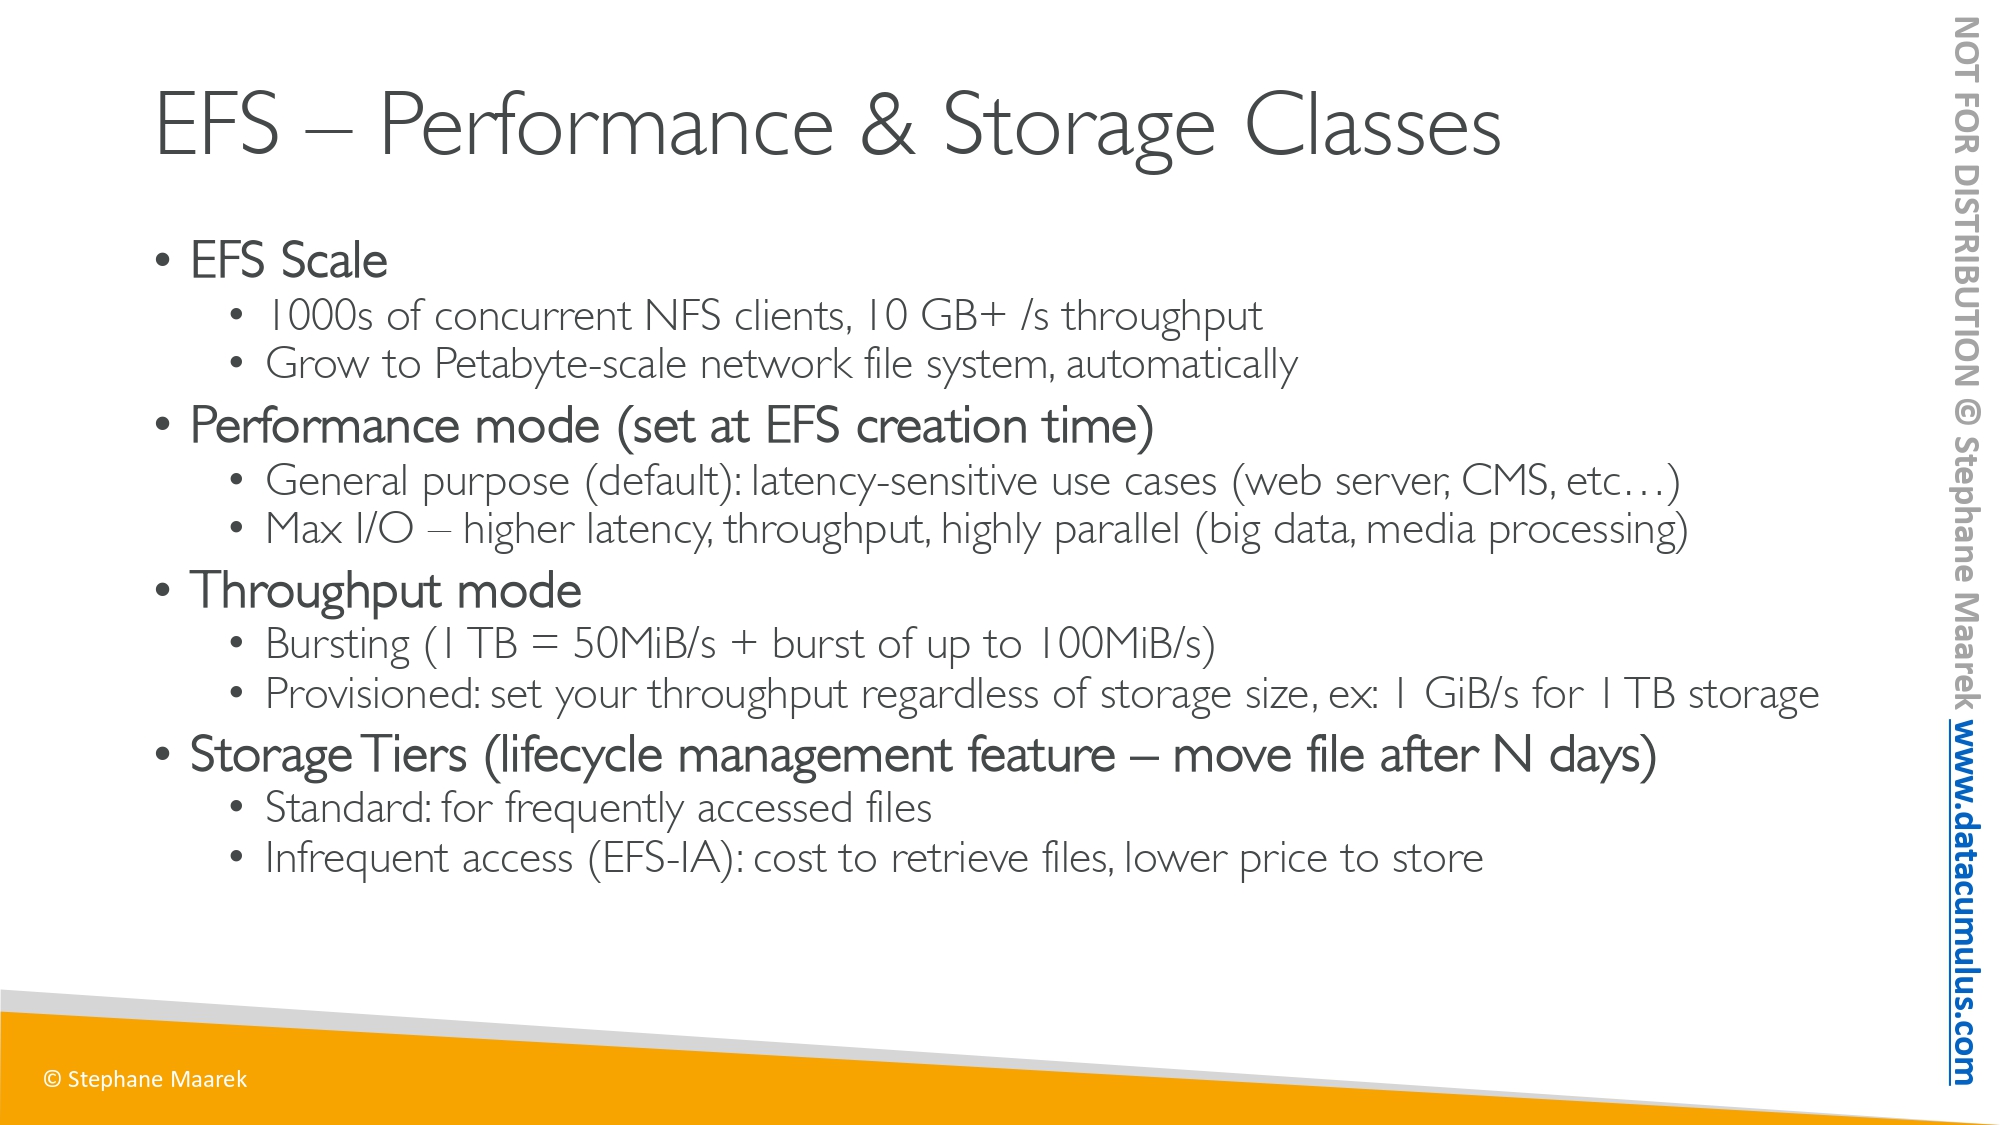 EFS – Performance & Storage Classes
• EFS Scale
• 1000s of concurrent NFS clients, 10 GB+ /s throughput
• Grow to Petabyte-scale network file system, automatically
• Performance mode (set at EFS creation time)
• General purpose (default): latency-sensitive use cases (web server, CMS, etc…)
• Max I/O – higher latency, throughput, highly parallel (big data, media processing)
• Throughput mode
• Bursting (1 TB = 50MiB/s + burst of up to 100MiB/s)
• Provisioned: set your throughput regardless of storage size, ex: 1 GiB/s for 1 TB storage
• Storage Tiers (lifecycle management feature – move file after N days)
• Standard: for frequently accessed files
• Infrequent access (EFS-IA): cost to retrieve files, lower price to store
© Stephane Maarek
NOT FOR DISTRIBUTION © Stephane Maarek www.datacumulus.com